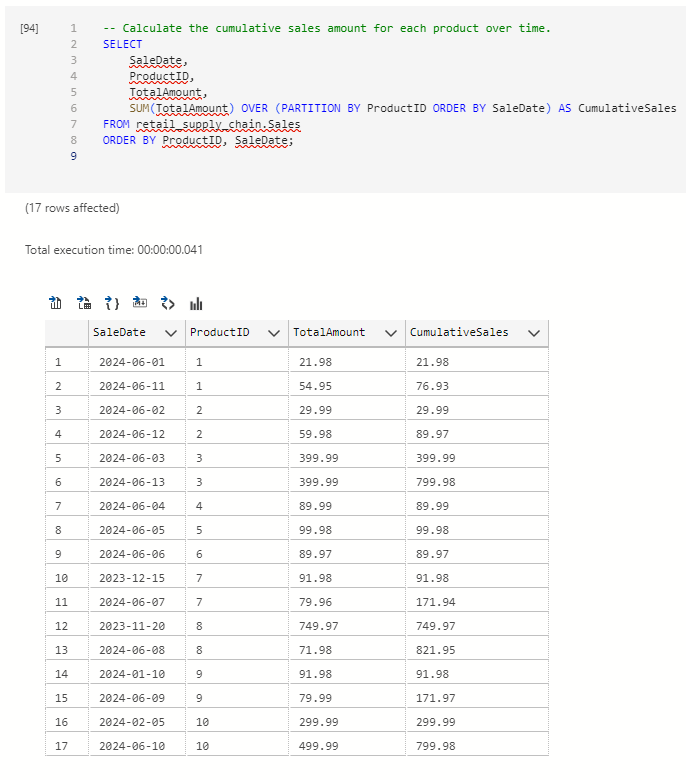 [94] 1 -- Calculate the cumulative sales amount for each product over time.
2 SELECT
3 SaleDate,
4 ProductID,
5 TotalAmount,
6 SUM(TotalAmount) OVER (PARTITION BY ProductID ORDER BY SaleDate) AS CumulativeSales
7 FROM retail_supply_chain.Sales
8 ORDER BY ProductID, SaleDate;
9
(17 rows affected)
Total execution time: 00:00:00.041
SaleDate ProductID TotalAmount CumulativeSales
1 2024-06-01 1 21.98 21.98
2 2024-06-11 1 54.95 76.93
3 2024-06-02 2 29.99 29.99
4 2024-06-12 2 59.98 89.97
5 2024-06-03 3 399.99 399.99
6 2024-06-13 3 399.99 799.98
7 2024-06-04 4 89.99 89.99
8 2024-06-05 5 99.98 99.98
9 2024-06-06 6 89.97 89.97
10 2023-12-15 7 91.98 91.98
11 2024-06-07 7 79.96 171.94
12 2023-11-20 8 749.97 749.97
13 2024-06-08 8 71.98 821.95
14 2024-01-10 9 91.98 91.98
15 2024-06-09 9 79.99 171.97
16 2024-02-05 10 299.99 299.99
17 2024-06-10 10 499.99 799.98